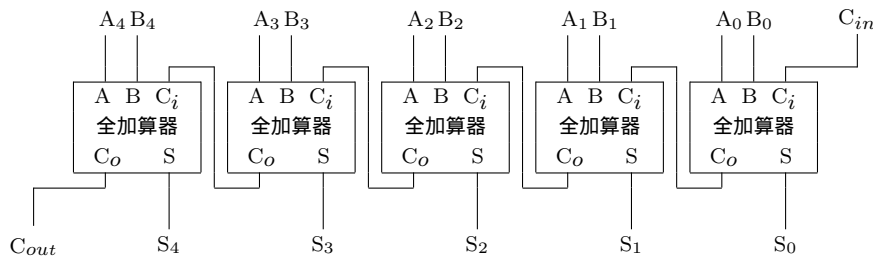 A4 B4 A3 B3 A2 B2 A1 B1 A0 B0 Cin
A B Ci A B Ci A B Ci A B Ci A B Ci
全加算器 全加算器 全加算器 全加算器 全加算器
Co S Co S Co S Co S Co S
Cout S4 S3 S2 S1 S0